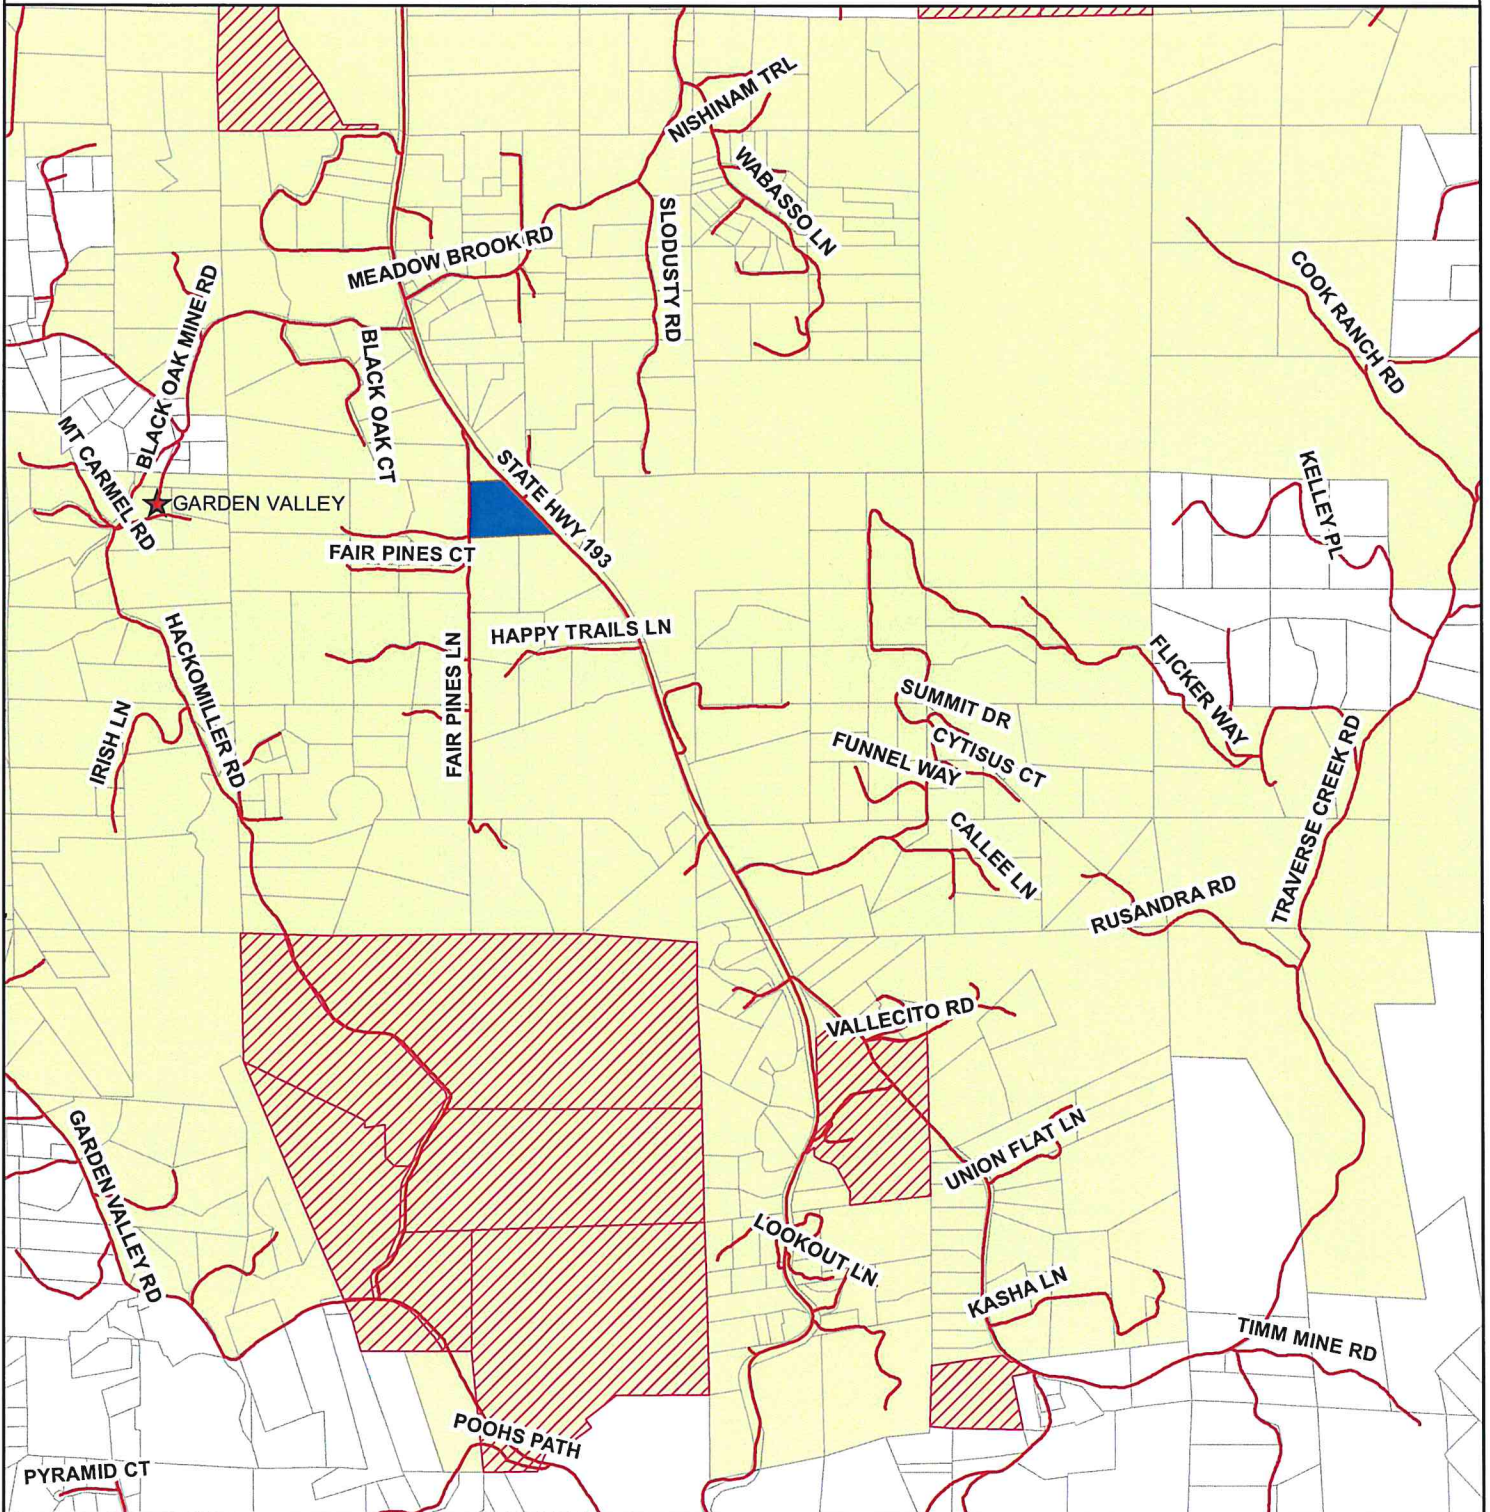 NISHINAM TRL
WABASSO LN
SLODUSTY RD
MEADOW BROOK RD
COOK RANCH RD
BLACK OAK MINE RD
BLACK OAK CT
MT CARMEL RD
GARDEN VALLEY
STATE HWY 193
KELLEY PL
FAIR PINES CT
HAPPY TRAILS LN
HACKOMILLER RD
FAIR PINES LN
FLICKER WAY
IRISH LN
SUMMIT DR
CYTISUS CT
FUNNEL WAY
TRAVERSE CREEK RD
CALLEE LN
RUSANDRA RD
VALLECITO RD
GARDEN VALLEY RD
UNION FLAT LN
LOOKOUT LN
KASHA LN
TIMM MINE RD
POOHS PATH
PYRAMID CT